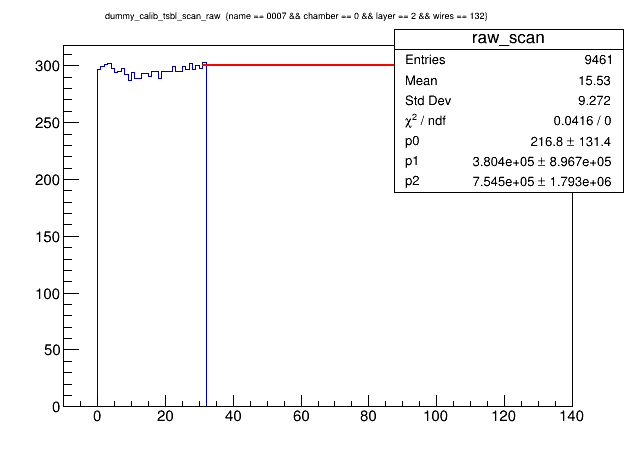 dummy_calib_tsbl_scan_raw (name == 0007 && chamber == 0 && layer == 2 && wires == 132)
raw_scan
Entries 9461
Mean 15.53
Std Dev 9.272
χ² / ndf 0.0416 / 0
p0 216.8 ± 131.4
p1 3.804e+05 ± 8.967e+05
p2 7.545e+05 ± 1.793e+06
300
250
200
150
100
50
0
0 20 40 60 80 100 120 140